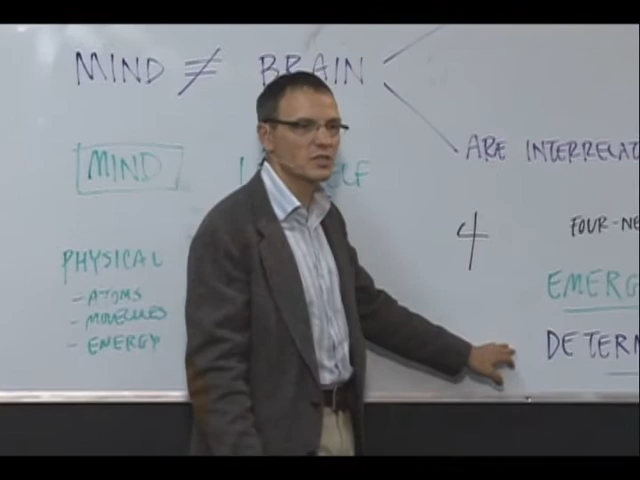 MIND ≢ BRAIN
ARE INTERRELAT
MIND
4
FOUR-NE
PHYSICAL
- ATOMS
- MOLECULES
- ENERGY
EMERG
DETERM